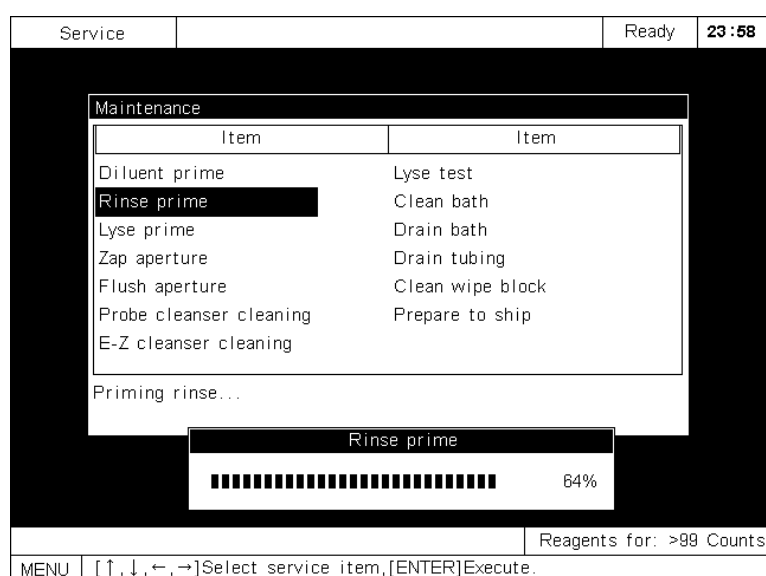 Service Ready 23:58
Maintenance
Item Item
Diluent prime Lyse test
Rinse prime Clean bath
Lyse prime Drain bath
Zap aperture Drain tubing
Flush aperture Clean wipe block
Probe cleanser cleaning Prepare to ship
E-Z cleanser cleaning
Priming rinse...
Rinse prime
64%
Reagents for: >99 Counts
MENU [↑,↓,←,→]Select service item,[ENTER]Execute.